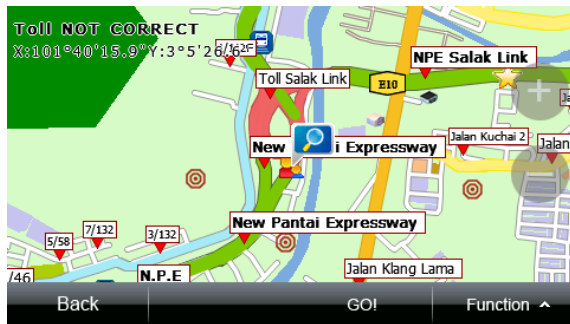 Toll NOT CORRECT
X:101°40'15.9"Y:3°5'26.6"
NPE Salak Link
Toll Salak Link
E10
New
i Expressway
Jalan Kuchai 2
Jalan
New Pantai Expressway
7/132
3/132
5/58
/46
N.P.E
Jalan Klang Lama
Back
GO!
Function